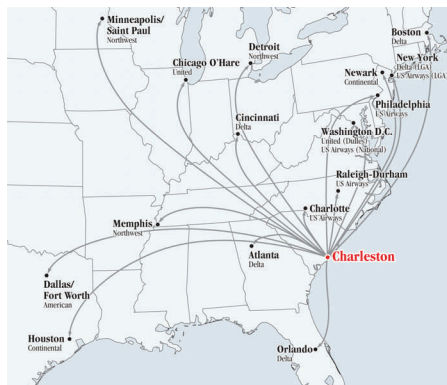 Minneapolis/
Saint Paul
Northwest
Chicago O'Hare
United
Detroit
Northwest
Boston
Delta
New York
Delta (LGA)
US Airways (LGA)
Newark
Continental
Philadelphia
US Airways
Cincinnati
Delta
Washington D.C.
United (Dulles)
US Airways (National)
Raleigh-Durham
US Airways
Charlotte
US Airways
Memphis
Northwest
Atlanta
Delta
Charleston
Dallas/
Fort Worth
American
Houston
Continental
Orlando
Delta